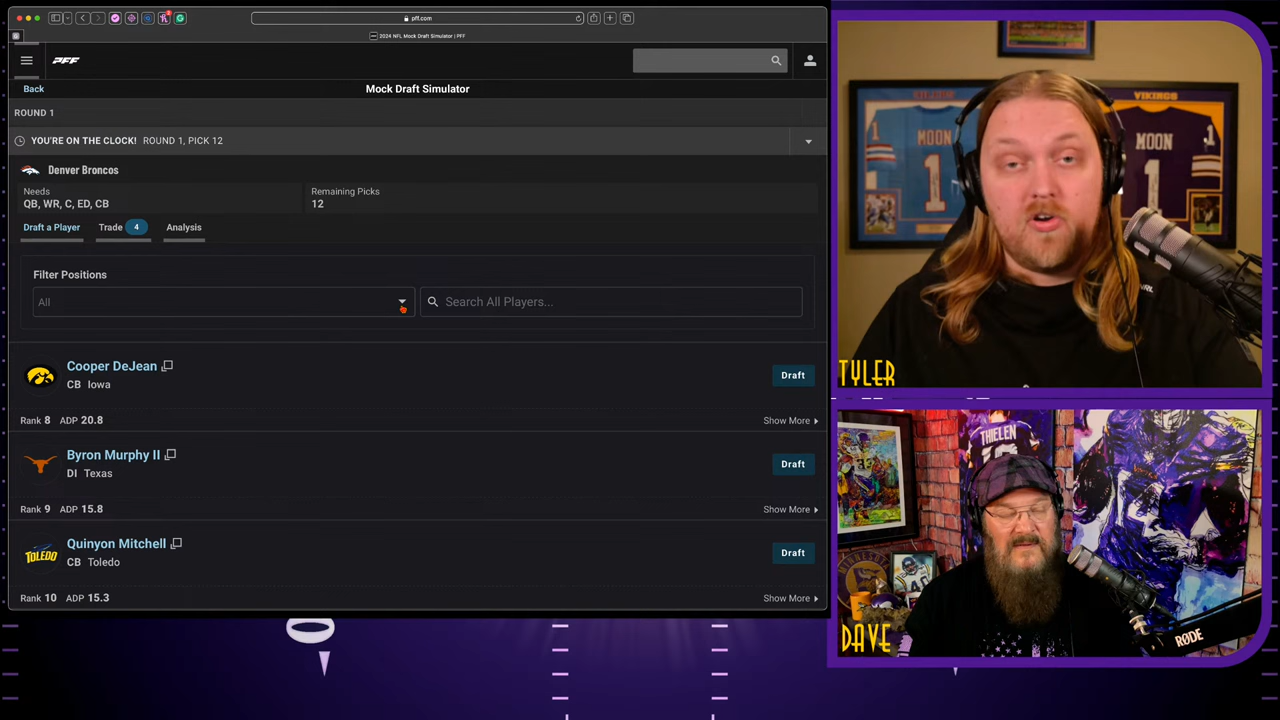 pff.com
2024 NFL Mock Draft Simulator | PFF
PFF
Back
Mock Draft Simulator
ROUND 1
YOU'RE ON THE CLOCK! ROUND 1, PICK 12
Denver Broncos
Needs
QB, WR, C, ED, CB
Remaining Picks
12
Draft a Player
Trade 4
Analysis
Filter Positions
All
Search All Players...
Cooper DeJean
CB Iowa
Draft
Rank 8 ADP 20.8
Show More
Byron Murphy II
DI Texas
Draft
Rank 9 ADP 15.8
Show More
TOLEDO
Quinyon Mitchell
CB Toledo
Draft
Rank 10 ADP 15.3
Show More
VIKINGS
MOON
1
MOON
1
TYLER
THIELEN
MINNESOTA
RØDE
DAVE